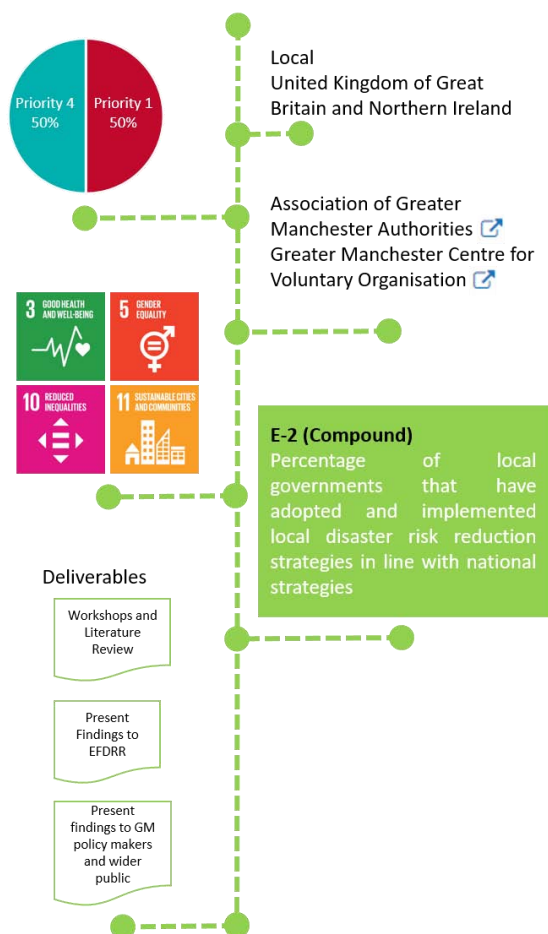 Priority 4
50%
Priority 1
50%
Local
United Kingdom of Great
Britain and Northern Ireland
Association of Greater
Manchester Authorities
Greater Manchester Centre for
Voluntary Organisation
3 GOOD HEALTH
AND WELL-BEING
5 GENDER
EQUALITY
10 REDUCED
INEQUALITIES
11 SUSTAINABLE CITIES
AND COMMUNITIES
E-2 (Compound)
Percentage of local
governments that have
adopted and implemented
local disaster risk reduction
strategies in line with national
strategies
Deliverables
Workshops and
Literature
Review
Present
Findings to
EFDRR
Present
findings to GM
policy makers
and wider
public